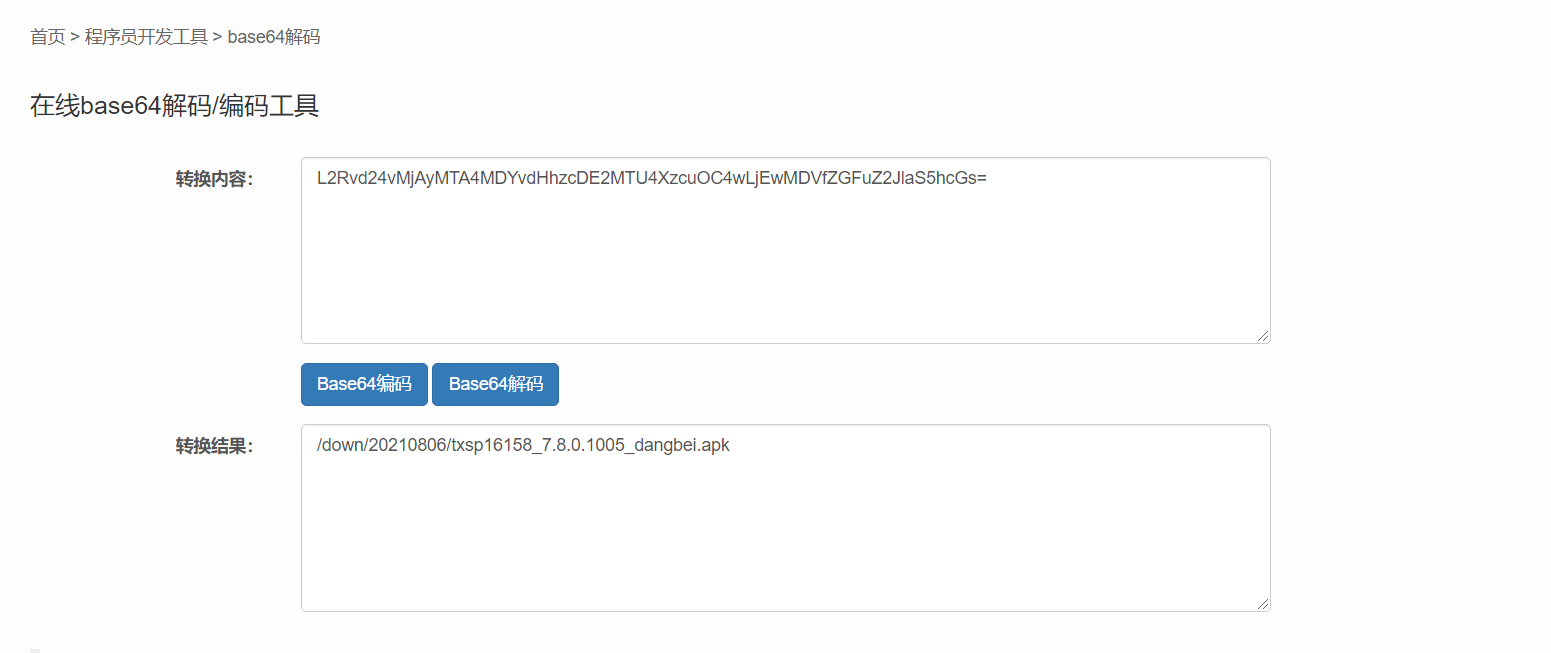 首页 > 程序员开发工具 > base64解码
在线base64解码/编码工具
转换内容：
L2Rvd24vMjAyMTA4MDYvdHhzcDE2MTU4XzcuOC4wLjEwMDVfZGFuZ2JlaS5hcGs=
Base64编码 Base64解码
转换结果：
/down/20210806/txsp16158_7.8.0.1005_dangbei.apk